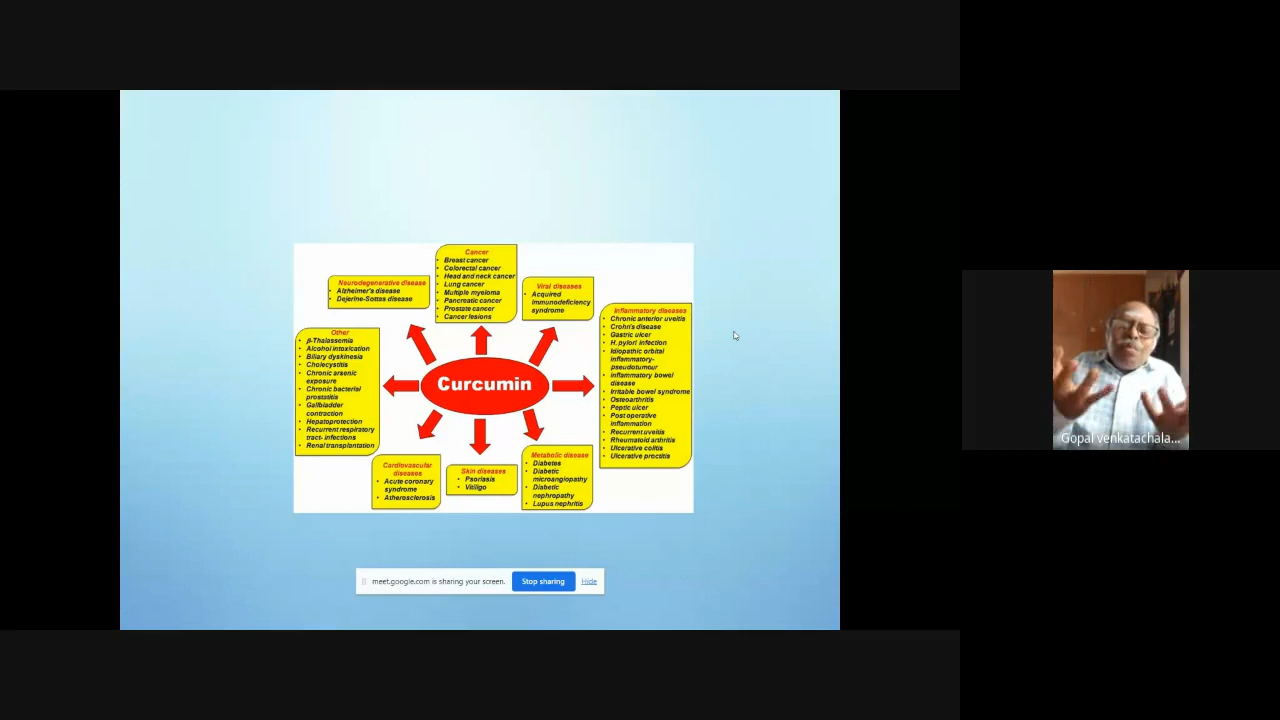 Cancer
Breast cancer
Colorectal cancer
Head and neck cancer
Lung cancer
Multiple myeloma
Pancreatic cancer
Prostate cancer
Cancer lesions
Neurodegenerative disease
Alzheimer's disease
Dejerine-Sottas disease
Viral diseases
Acquired
immunodeficiency
syndrome
Inflammatory diseases
Chronic anterior uveitis
Crohn's disease
Gastric ulcer
H. pylori infection
Idiopathic orbital
inflammatory-
pseudotumour
inflammatory bowel
disease
Irritable bowel syndrome
Osteoarthritis
Peptic ulcer
Post operative
inflammation
Recurrent uveitis
Rheumatoid arthritis
Ulcerative colitis
Ulcerative proctitis
Other
β-Thalassemia
Alcohol intoxication
Biliary dyskinesia
Cholecystitis
Chronic arsenic
exposure
Chronic bacterial
prostatitis
Gallbladder
contraction
Hepatoprotection
Recurrent respiratory
tract- infections
Renal transplantation
Curcumin
Cardiovascular
diseases
Acute coronary
syndrome
Atherosclerosis
Skin diseases
Psoriasis
Vitiligo
Metabolic disease
Diabetes
Diabetic
microangiopathy
Diabetic
nephropathy
Lupus nephritis
Gopal venkatachala...
meet.google.com is sharing your screen.
Stop sharing
Hide